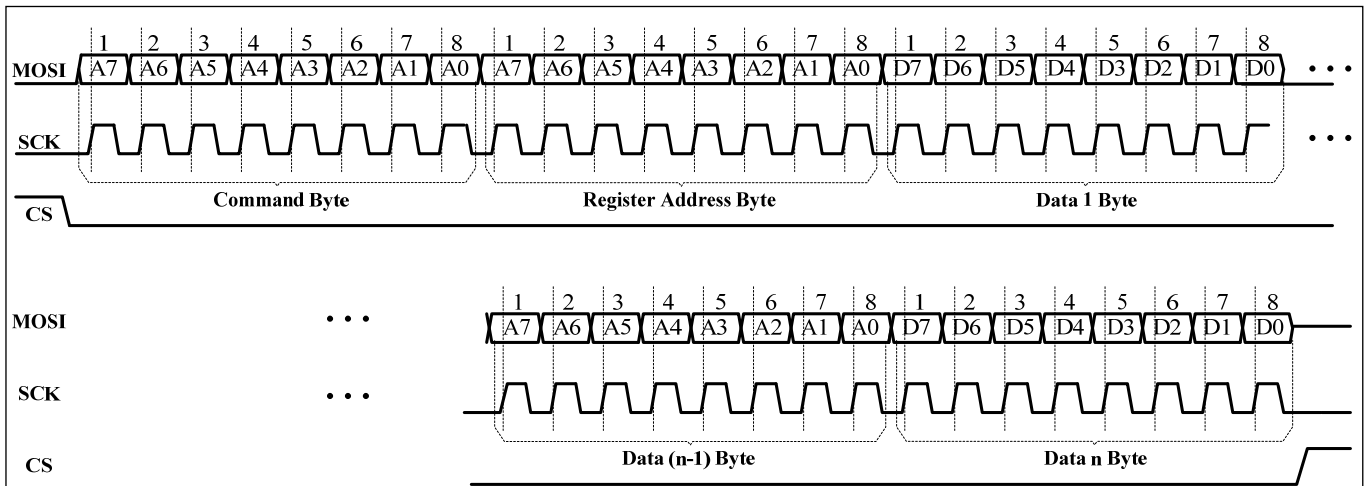 1 2 3 4 5 6 7 8 1 2 3 4 5 6 7 8 1 2 3 4 5 6 7 8
MOSI A7 A6 A5 A4 A3 A2 A1 A0 A7 A6 A5 A4 A3 A2 A1 A0 D7 D6 D5 D4 D3 D2 D1 D0 • • •
SCK • • •
Command Byte Register Address Byte Data 1 Byte
CS
1 2 3 4 5 6 7 8 1 2 3 4 5 6 7 8
MOSI • • • A7 A6 A5 A4 A3 A2 A1 A0 D7 D6 D5 D4 D3 D2 D1 D0
SCK • • •
Data (n-1) Byte Data n Byte
CS